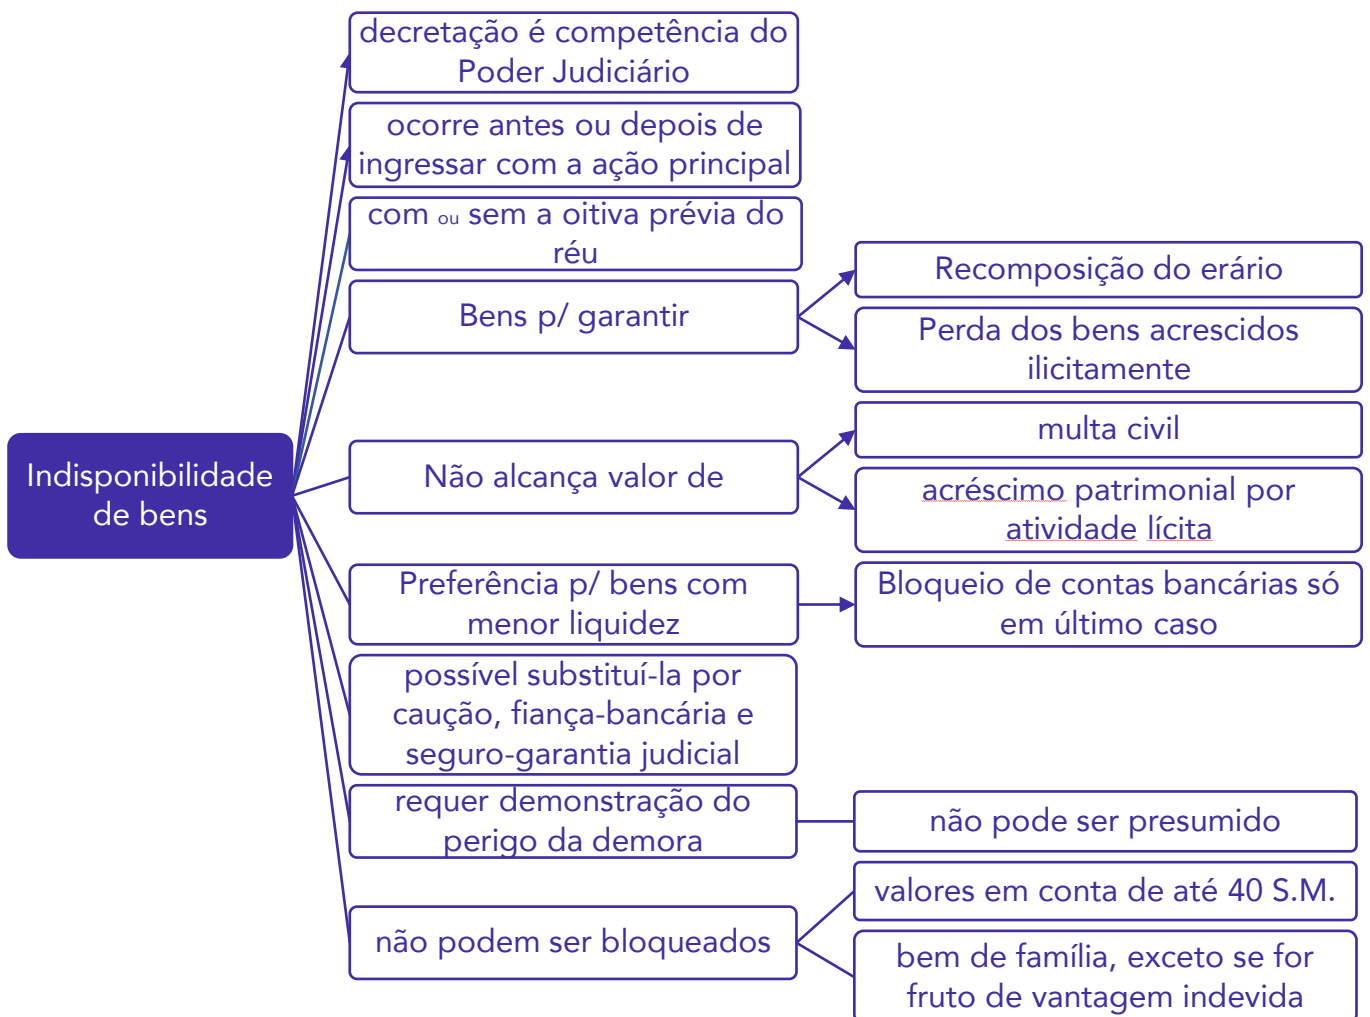 decretação é competência do
Poder Judiciário
ocorre antes ou depois de
ingressar com a ação principal
com ou sem a oitiva prévia do
réu
Bens p/ garantir
Recomposição do erário
Perda dos bens acrescidos
ilicitamente
Indisponibilidade
de bens
Não alcança valor de
multa civil
acréscimo patrimonial por
atividade lícita
Preferência p/ bens com
menor liquidez
Bloqueio de contas bancárias só
em último caso
possível substituí-la por
caução, fiança-bancária e
seguro-garantia judicial
requer demonstração do
perigo da demora
não pode ser presumido
não podem ser bloqueados
valores em conta de até 40 S.M.
bem de família, exceto se for
fruto de vantagem indevida